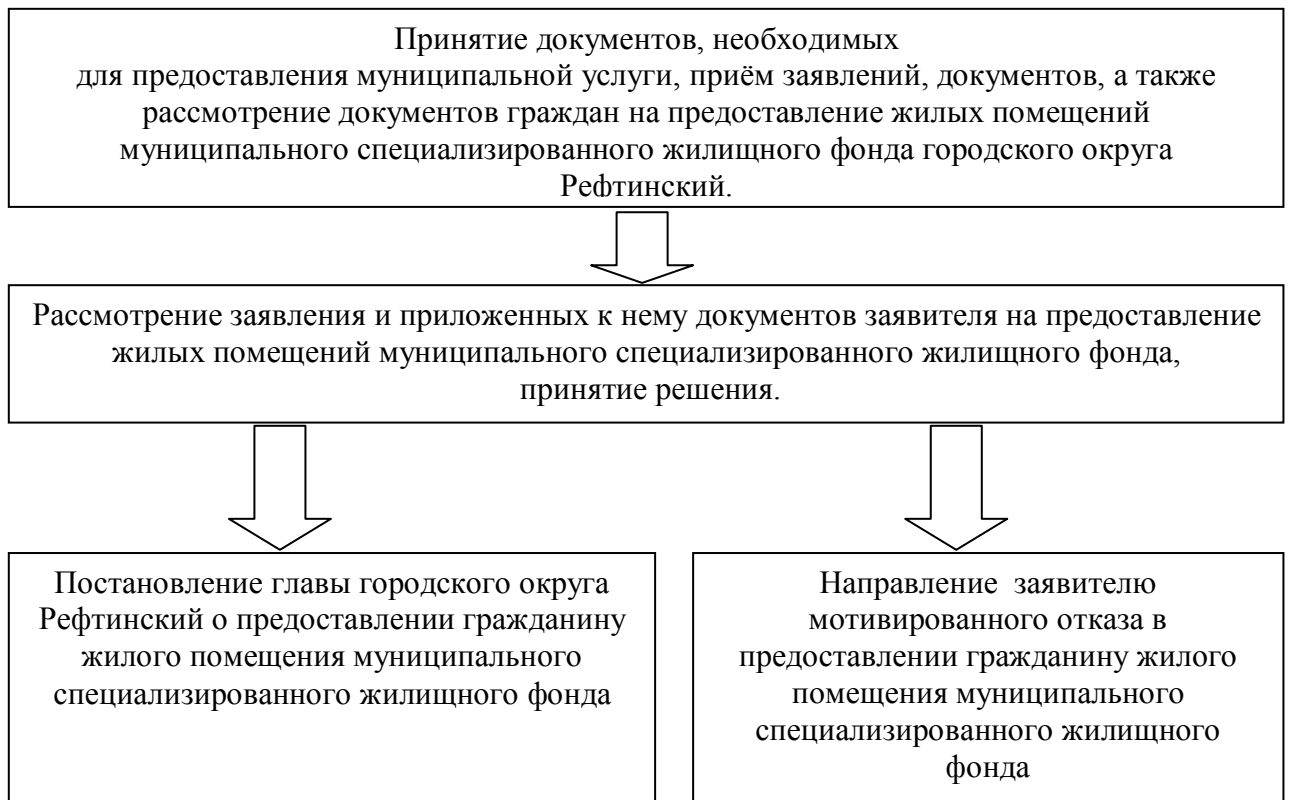 Принятие документов, необходимых
для предоставления муниципальной услуги, приём заявлений, документов, а также
рассмотрение документов граждан на предоставление жилых помещений
муниципального специализированного жилищного фонда городского округа
Рефтинский.
Рассмотрение заявления и приложенных к нему документов заявителя на предоставление
жилых помещений муниципального специализированного жилищного фонда,
принятие решения.
Постановление главы городского округа
Рефтинский о предоставлении гражданину
жилого помещения муниципального
специализированного жилищного фонда
Направление заявителю
мотивированного отказа в
предоставлении гражданину жилого
помещения муниципального
специализированного жилищного
фонда